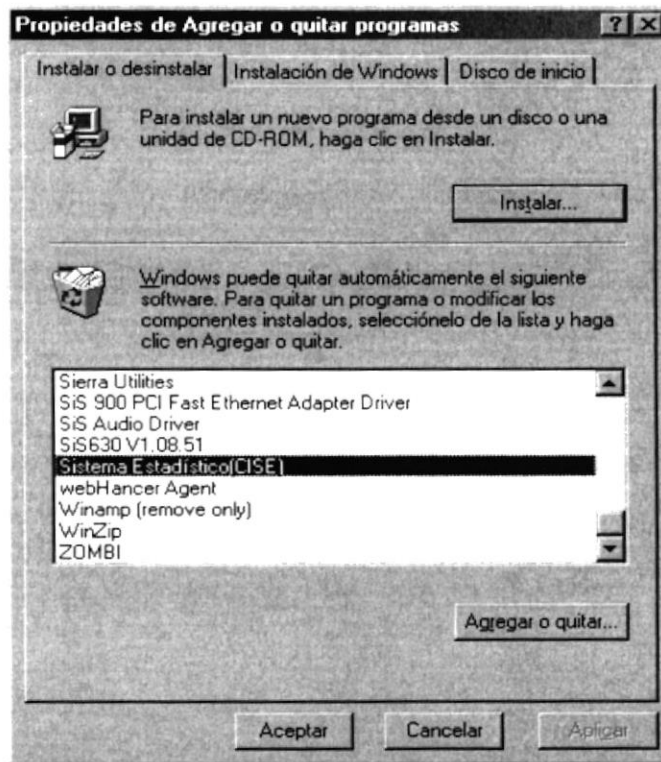 Propiedades de Agregar o quitar programas
Instalar o desinstalar
Instalación de Windows
Disco de inicio
Para instalar un nuevo programa desde un disco o una
unidad de CD-ROM, haga clic en Instalar.
Instalar...
Windows puede quitar automáticamente el siguiente
software. Para quitar un programa o modificar los
componentes instalados, selecciónelo de la lista y haga
clic en Agregar o quitar.
Sierra Utilities
SiS 900 PCI Fast Ethernet Adapter Driver
SiS Audio Driver
SiS630 V1.08.51
Sistema Estadístico(CISE)
webHancer Agent
Winamp (remove only)
WinZip
ZOMBI
Agregar o quitar...
Aceptar
Cancelar
Aplicar